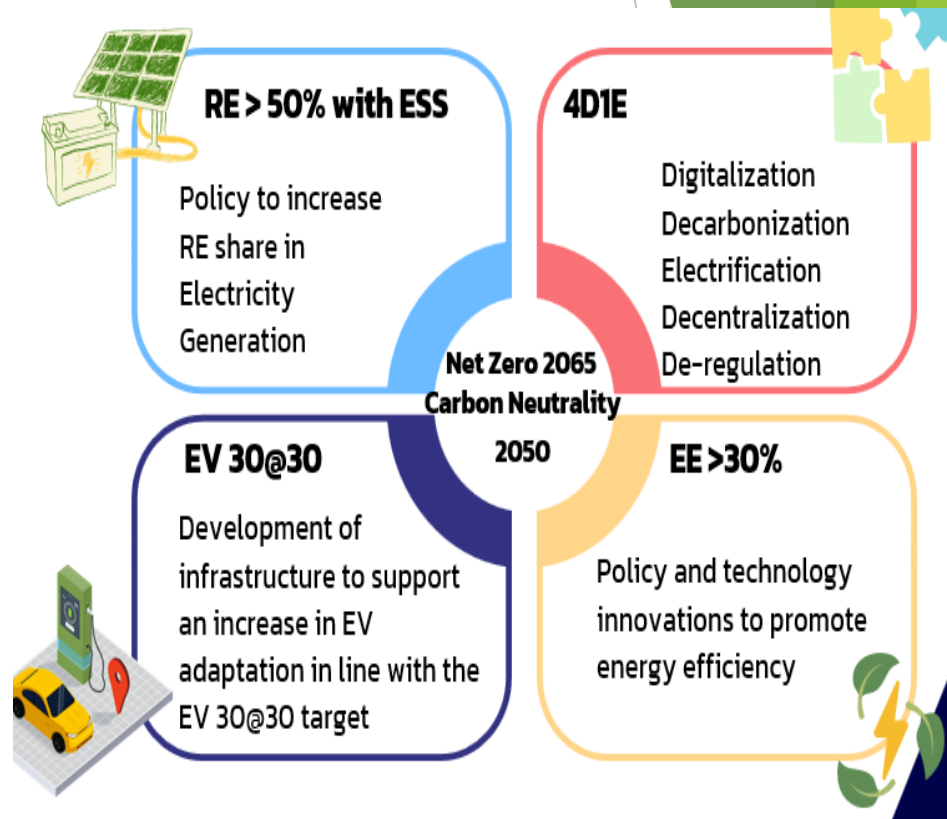 RE > 50% with ESS
Policy to increase
RE share in
Electricity
Generation
4D1E
Digitalization
Decarbonization
Electrification
Decentralization
De-regulation
Net Zero 2065
Carbon Neutrality
2050
EV 30@30
Development of
infrastructure to support
an increase in EV
adaptation in line with the
EV 30@30 target
EE >30%
Policy and technology
innovations to promote
energy efficiency